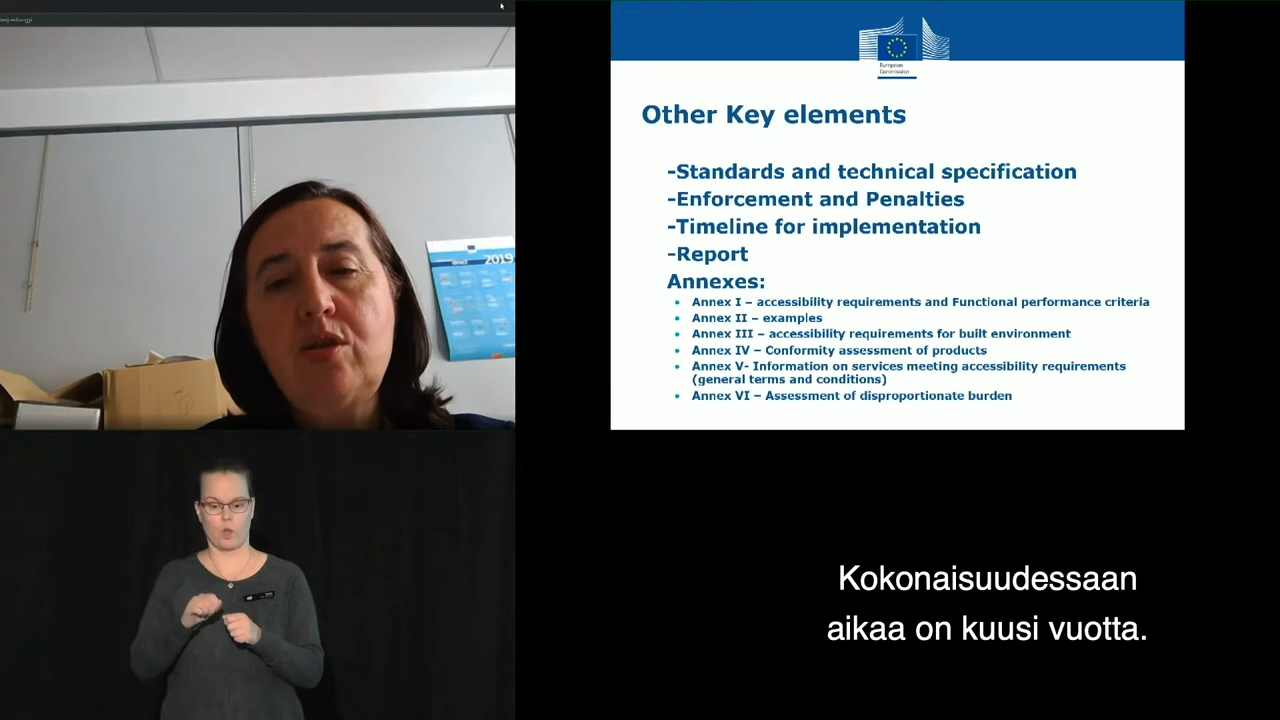 European
Commission
Other Key elements
-Standards and technical specification
-Enforcement and Penalties
-Timeline for implementation
-Report
Annexes:
• Annex I – accessibility requirements and Functional performance criteria
• Annex II – examples
• Annex III – accessibility requirements for built environment
• Annex IV – Conformity assessment of products
• Annex V- Information on services meeting accessibility requirements
(general terms and conditions)
• Annex VI – Assessment of disproportionate burden
direct 2019
Kokonaisuudessaan
aikaa on kuusi vuotta.